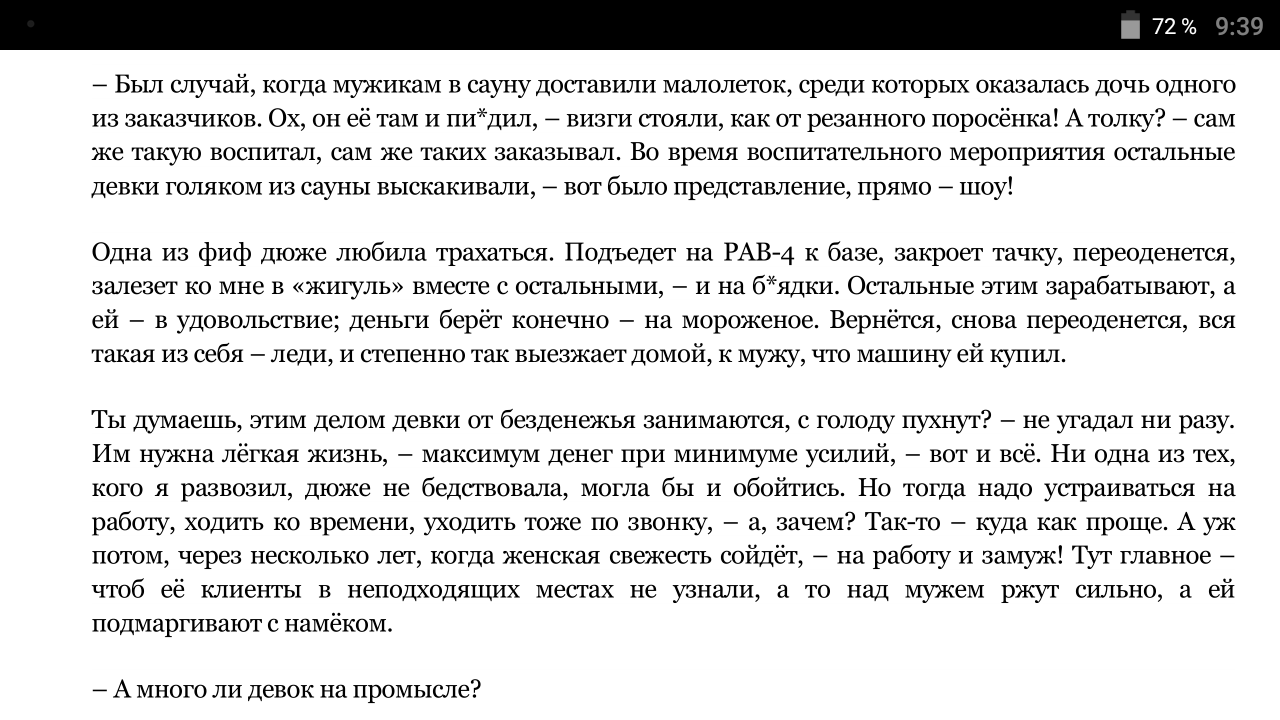 72 % 9:39
– Был случай, когда мужикам в сауну доставили малолеток, среди которых оказалась дочь одного
из заказчиков. Ох, он её там и пи*дил, – визги стояли, как от резанного поросёнка! А толку? – сам
же такую воспитал, сам же таких заказывал. Во время воспитательного мероприятия остальные
девки голяком из сауны выскакивали, – вот было представление, прямо – шоу!
Одна из фиф дюже любила трахаться. Подъедет на РАВ-4 к базе, закроет тачку, переоденется,
залезет ко мне в «жигуль» вместе с остальными, – и на б*ядки. Остальные этим зарабатывают, а
ей – в удовольствие; деньги берёт конечно – на мороженое. Вернётся, снова переоденется, вся
такая из себя – леди, и степенно так выезжает домой, к мужу, что машину ей купил.
Ты думаешь, этим делом девки от безденежья занимаются, с голоду пухнут? – не угадал ни разу.
Им нужна лёгкая жизнь, – максимум денег при минимуме усилий, – вот и всё. Ни одна из тех,
кого я развозил, дюже не бедствовала, могла бы и обойтись. Но тогда надо устраиваться на
работу, ходить ко времени, уходить тоже по звонку, – а, зачем? Так-то – куда как проще. А уж
потом, через несколько лет, когда женская свежесть сойдёт, – на работу и замуж! Тут главное –
чтоб её клиенты в неподходящих местах не узнали, а то над мужем ржут сильно, а ей
подмаргивают с намёком.
– А много ли девок на промысле?